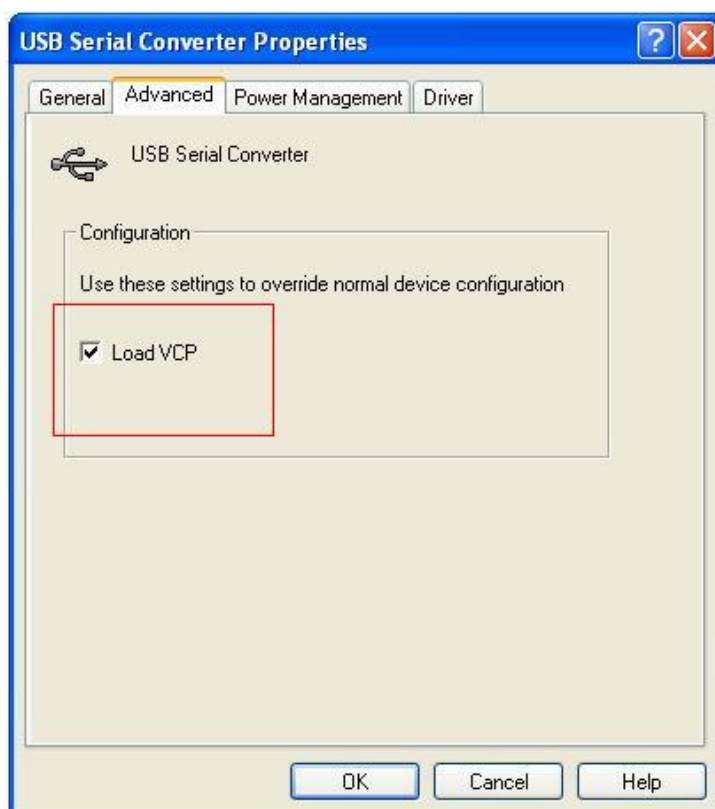 USB Serial Converter Properties
General Advanced Power Management Driver
USB Serial Converter
Configuration
Use these settings to override normal device configuration
Load VCP
OK Cancel Help